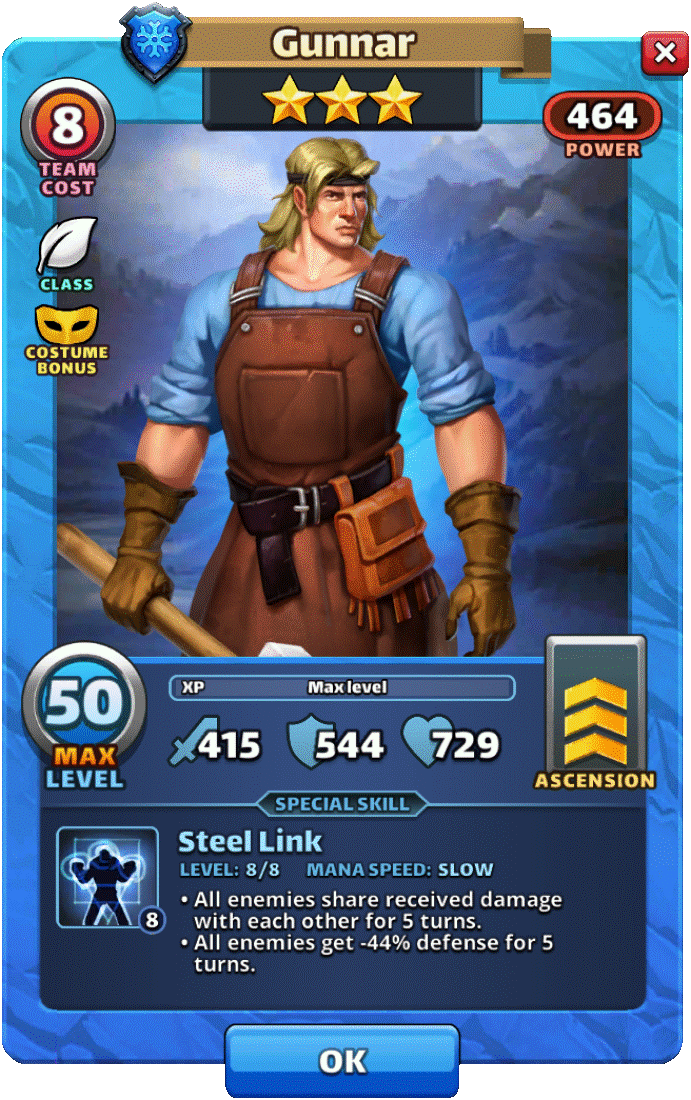 Gunnar
8
TEAM
COST
464
POWER
CLASS
COSTUME
BONUS
50
MAX
LEVEL
XP Max level
415 544 729
ASCENSION
SPECIAL SKILL
Steel Link
LEVEL: 8/8 MANA SPEED: SLOW
8
• All enemies share received damage
with each other for 5 turns.
• All enemies get -44% defense for 5
turns.
OK